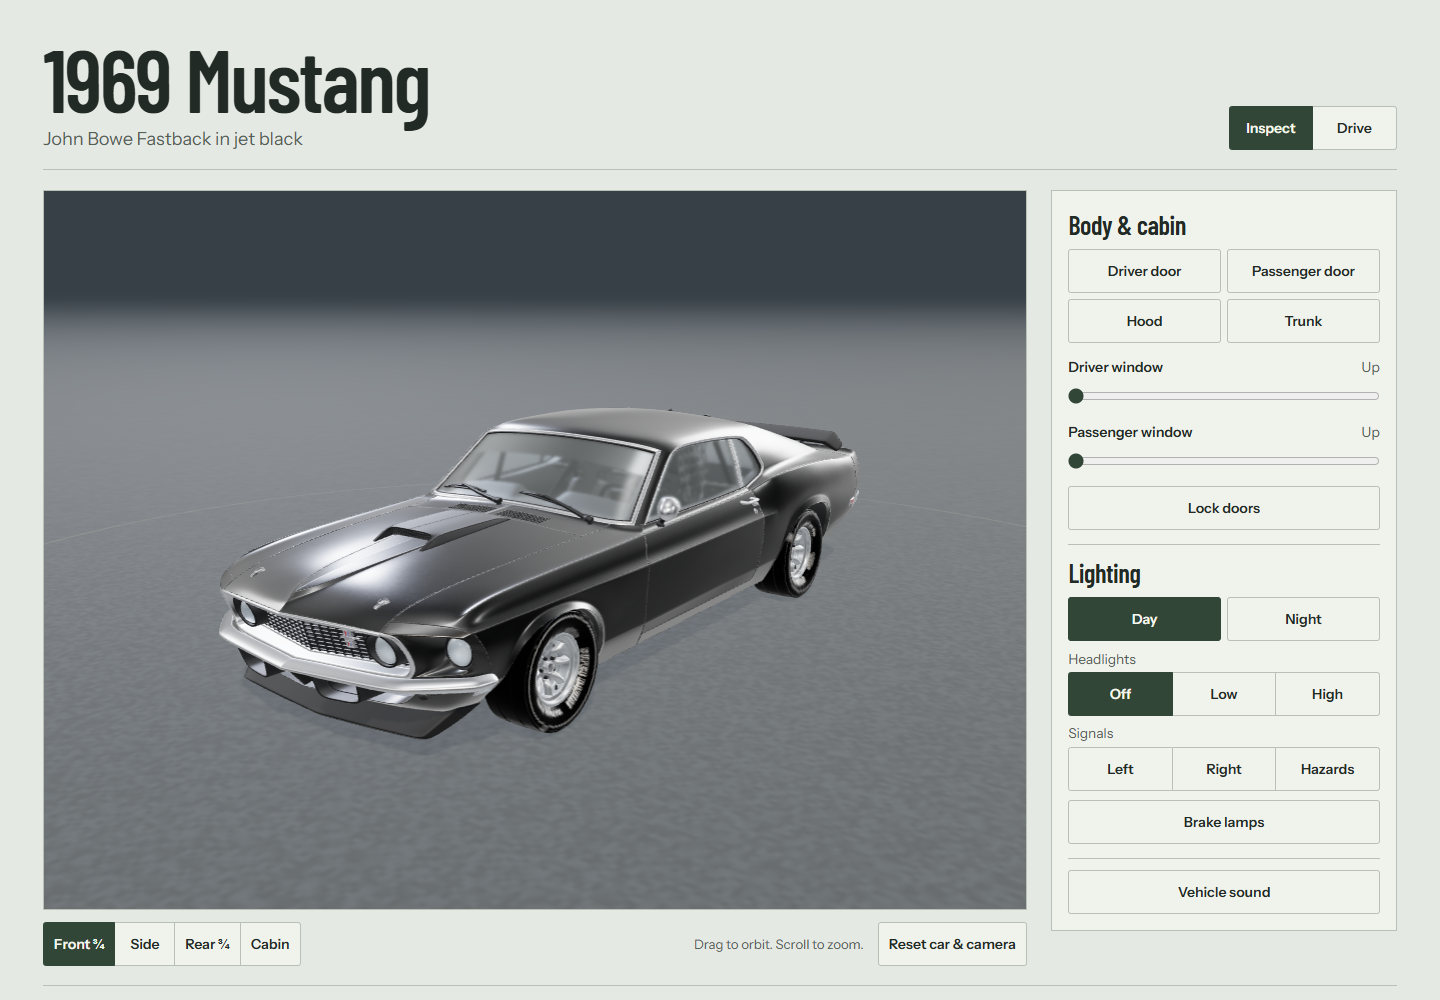 1969 Mustang
John Bowe Fastback in jet black
Inspect
Drive
Body & cabin
Driver door
Passenger door
Hood
Trunk
Driver window
Up
Passenger window
Up
Lock doors
Lighting
Day
Night
Headlights
Off
Low
High
Signals
Left
Right
Hazards
Brake lamps
Vehicle sound
Front ¾
Side
Rear ¾
Cabin
Drag to orbit. Scroll to zoom.
Reset car & camera